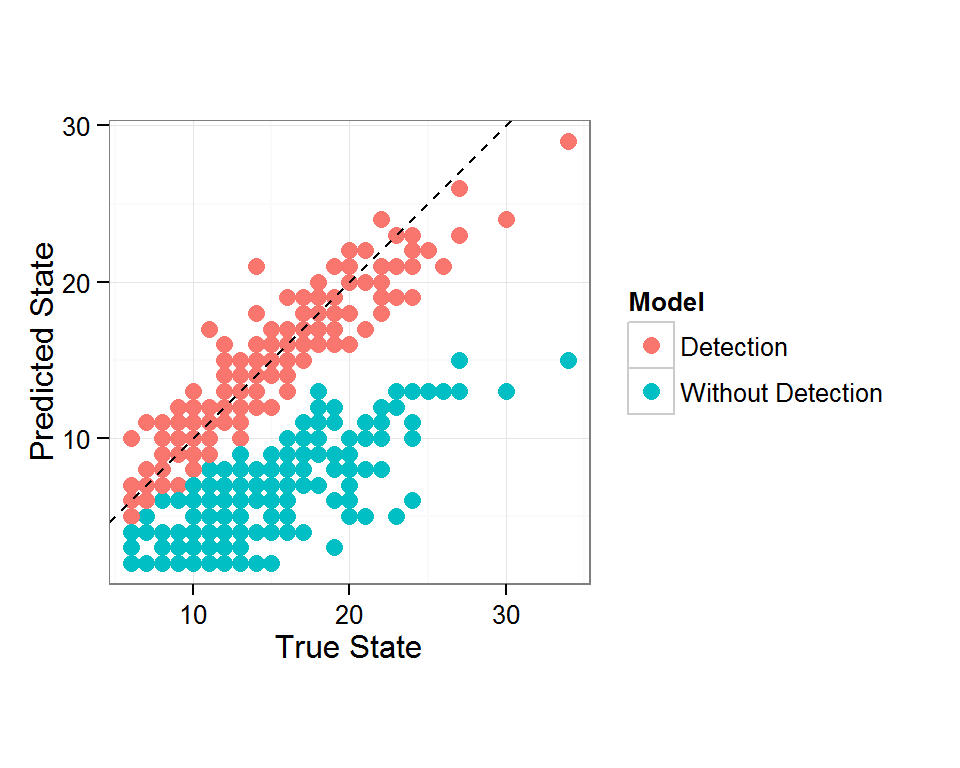 30
20
10
10 20 30
True State
Predicted State
Model
Detection
Without Detection